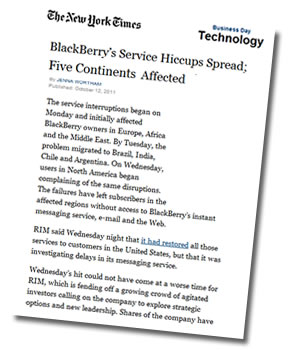 The New York Times
Business Day
Technology
BlackBerry's Service Hiccups Spread;
Five Continents Affected
By JENNA WORTHAM
Published: October 12, 2011
The service interruptions began on
Monday and initially affected
BlackBerry owners in Europe, Africa
and the Middle East. By Tuesday, the
problem migrated to Brazil, India,
Chile and Argentina. On Wednesday,
users in North America began
complaining of the same disruptions.
The failures have left subscribers in the
affected regions without access to BlackBerry's instant
messaging service, e-mail and the Web.
RIM said Wednesday night that it had restored all those
services to customers in the United States, but that it was
investigating delays in its messaging service.
Wednesday's hit could not have come at a worse time for
RIM, which is fending off a growing crowd of agitated
investors calling on the company to explore strategic
options and new leadership. Shares of the company have